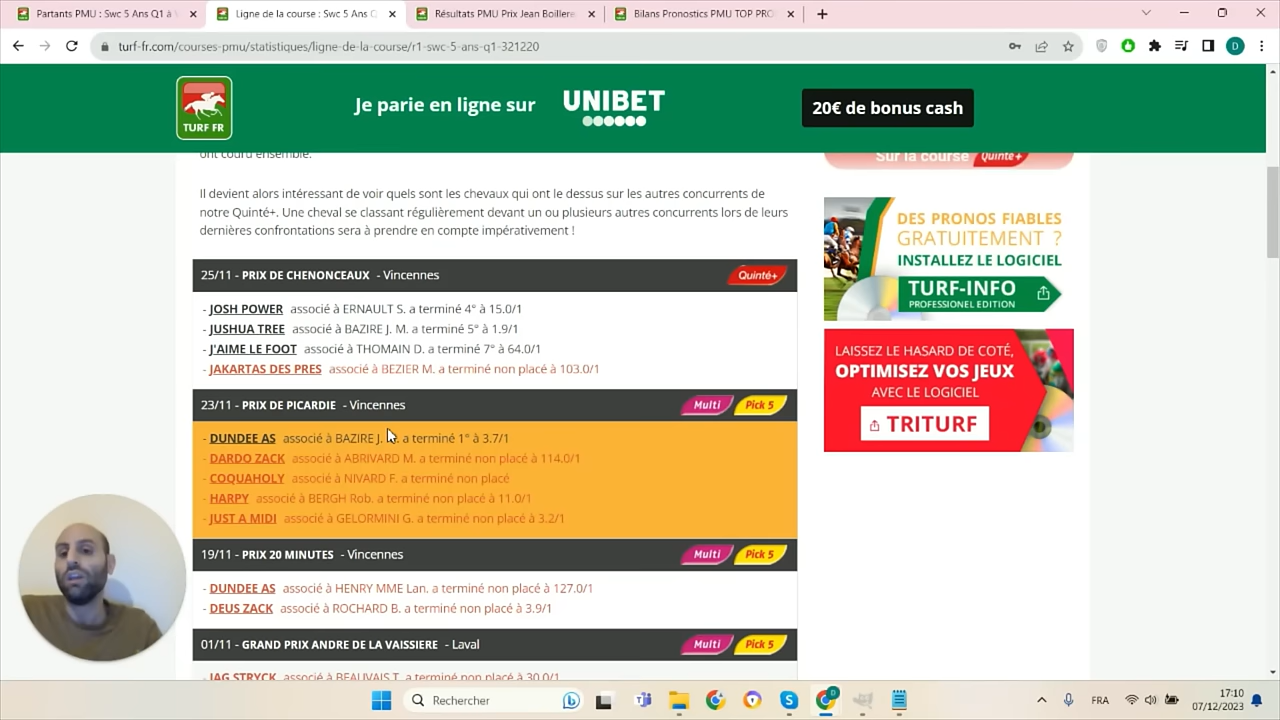 Partants PMU : Swc 5 Ans Q1 à
Ligne de la course : Swc 5 Ans Q
Résultats PMU Prix Jean Boillere
Bilans Pronostics PMU TOP PRO
turf-fr.com/courses-pmu/statistiques/ligne-de-la-course/r1-swc-5-ans-q1-321220
D
TURF FR
Je parie en ligne sur
UNIBET
20€ de bonus cash
ont couru ensemble.
Il devient alors intéressant de voir quels sont les chevaux qui ont le dessus sur les autres concurrents de
notre Quinté+. Une cheval se classant régulièrement devant un ou plusieurs autres concurrents lors de leurs
dernières confrontations sera à prendre en compte impérativement !
25/11 - PRIX DE CHENONCEAUX - Vincennes Quinté+
- JOSH POWER associé à ERNAULT S. a terminé 4° à 15.0/1
- JUSHUA TREE associé à BAZIRE J. M. a terminé 5° à 1.9/1
- J'AIME LE FOOT associé à THOMAIN D. a terminé 7° à 64.0/1
- JAKARTAS DES PRES associé à BEZIER M. a terminé non placé à 103.0/1
23/11 - PRIX DE PICARDIE - Vincennes Multi Pick 5
- DUNDEE AS associé à BAZIRE J. a terminé 1° à 3.7/1
- DARDO ZACK associé à ABRIVARD M. a terminé non placé à 114.0/1
- COQUAHOLY associé à NIVARD F. a terminé non placé
- HARPY associé à BERGH Rob. a terminé non placé à 11.0/1
- JUST A MIDI associé à GELORMINI G. a terminé non placé à 3.2/1
19/11 - PRIX 20 MINUTES - Vincennes Multi Pick 5
- DUNDEE AS associé à HENRY MME Lan. a terminé non placé à 127.0/1
- DEUS ZACK associé à ROCHARD B. a terminé non placé à 3.9/1
01/11 - GRAND PRIX ANDRE DE LA VAISSIERE - Laval Multi Pick 5
- JAG STRYCK associé à BEAUVAIS T. a terminé non placé à 30.0/1
Sur la course Quinté+
DES PRONOS FIABLES
GRATUITEMENT ?
INSTALLEZ LE LOGICIEL
TURF-INFO
PROFESSIONEL EDITION
LAISSEZ LE HASARD DE COTÉ,
OPTIMISEZ VOS JEUX
AVEC LE LOGICIEL
TRITURF
Rechercher
D
FRA
17:10
07/12/2023